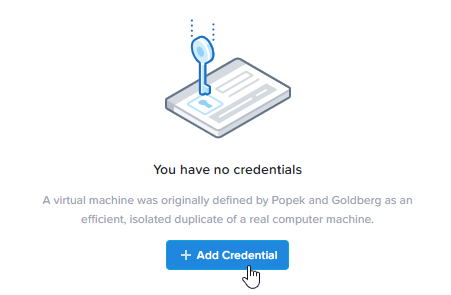 You have no credentials
A virtual machine was originally defined by Popek and Goldberg as an
efficient, isolated duplicate of a real computer machine.
+ Add Credential